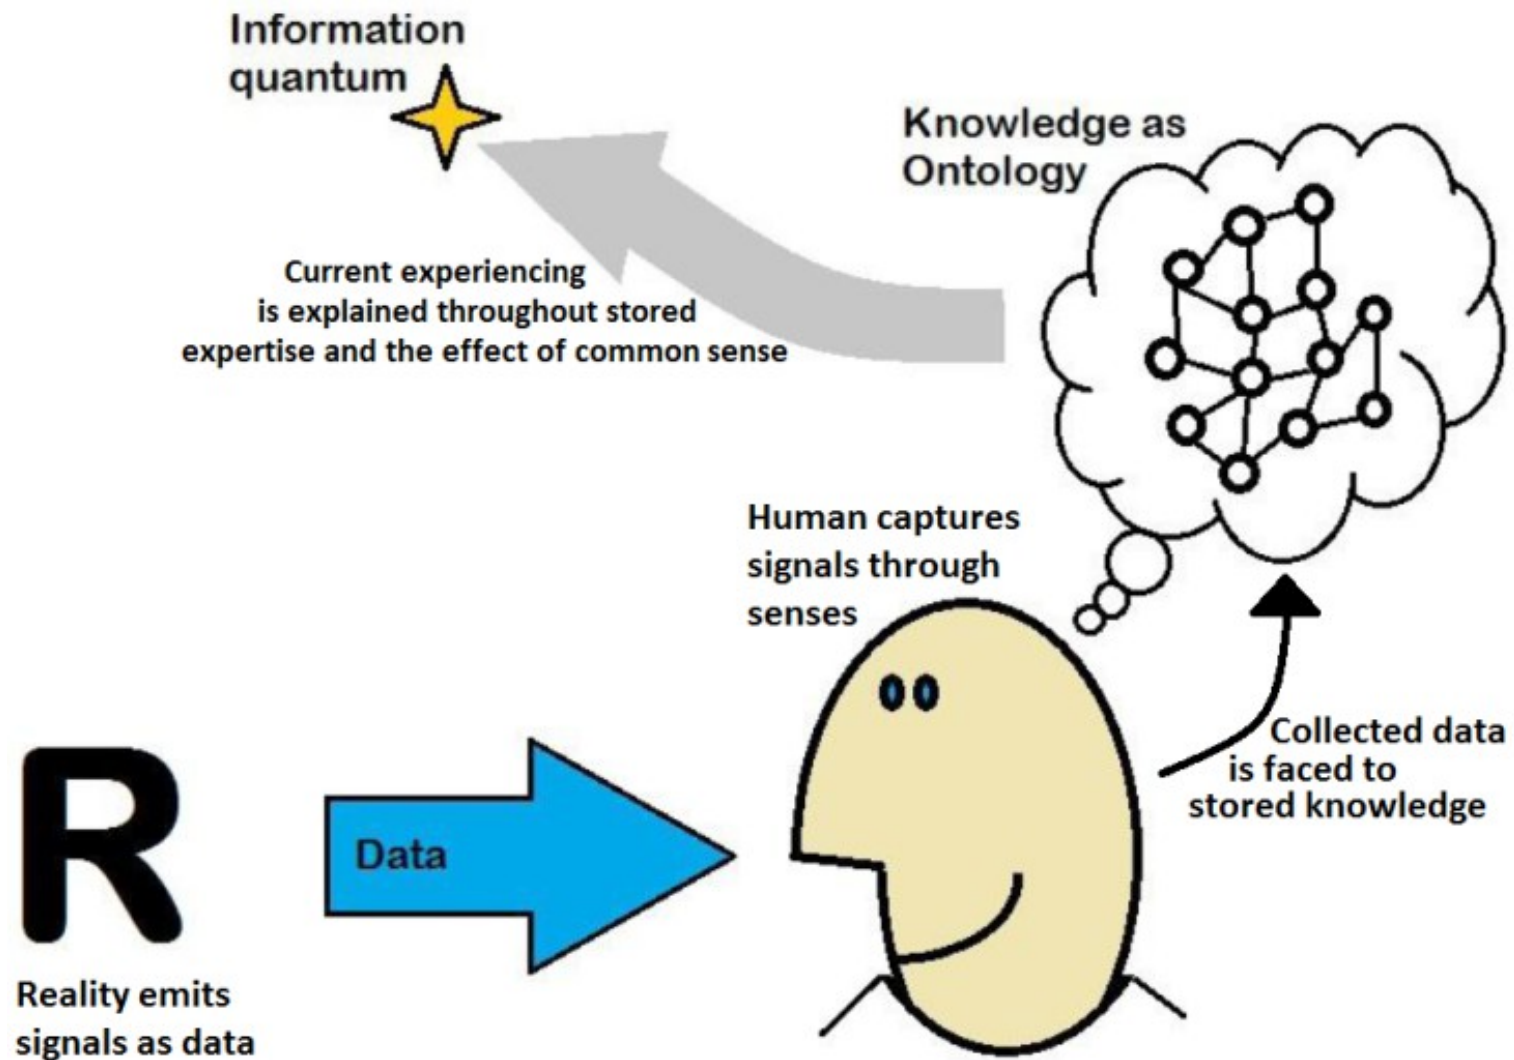 Information
quantum
Knowledge as
Ontology
Current experiencing
is explained throughout stored
expertise and the effect of common sense
Human captures
signals through
senses
Collected data
is faced to
stored knowledge
R
Data
Reality emits
signals as data